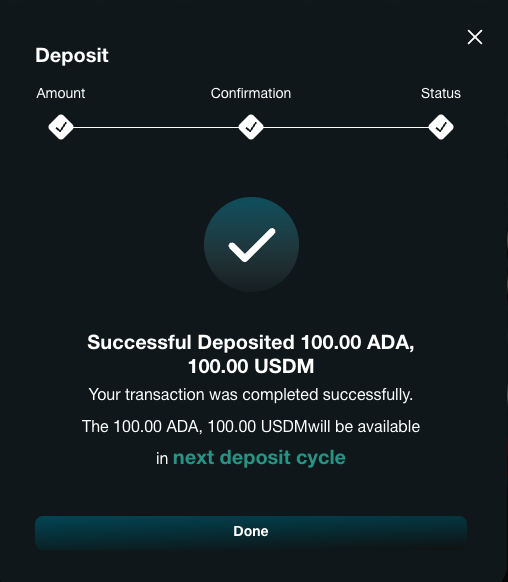 Deposit
Amount Confirmation Status
Successful Deposited 100.00 ADA,
100.00 USDM
Your transaction was completed successfully.
The 100.00 ADA, 100.00 USDMwill be available
in next deposit cycle
Done